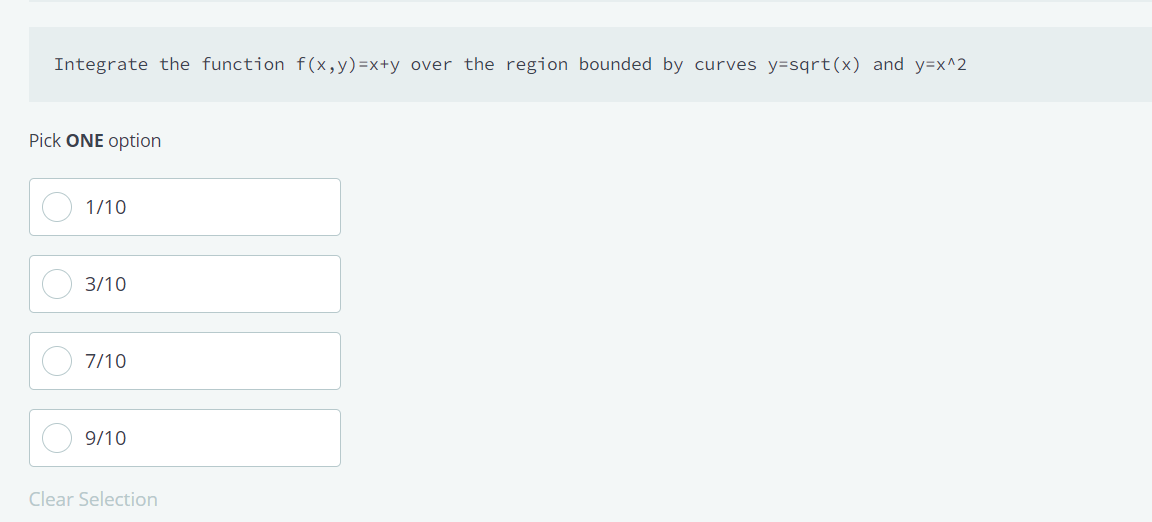 Integrate the function f(x,y)=x+y over the region bounded by curves y=sqrt(x) and y=x^2
Pick ONE option
1/10
3/10
7/10
9/10
Clear Selection